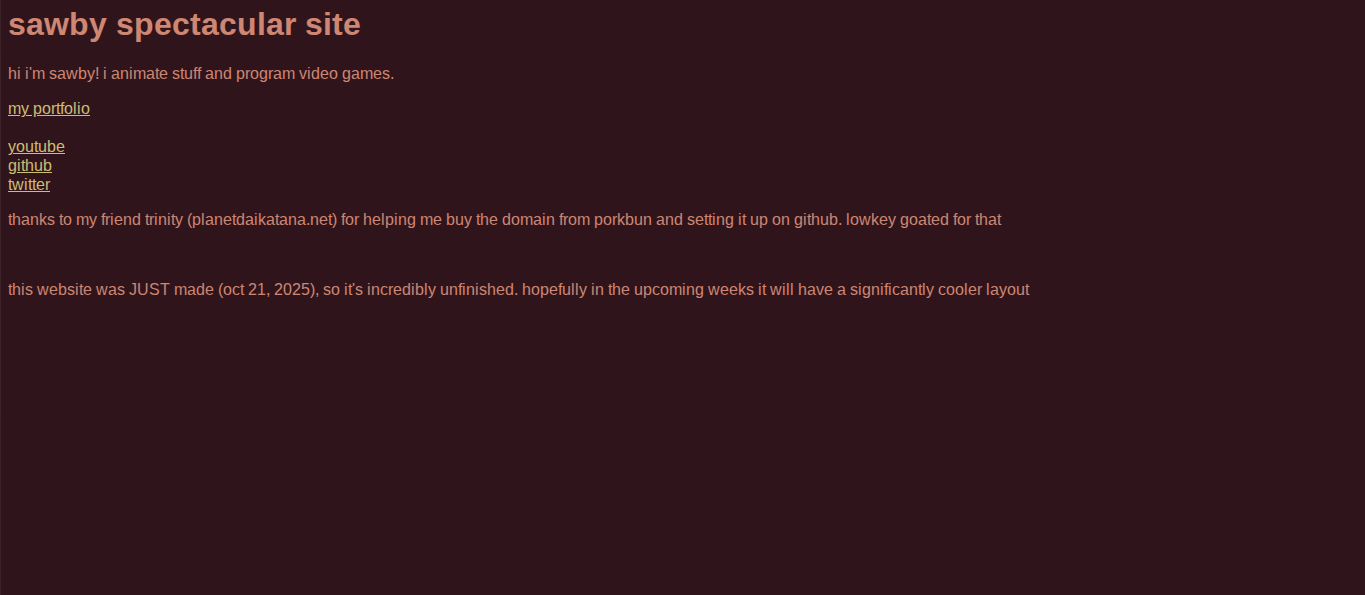 sawby spectacular site
hi i'm sawby! i animate stuff and program video games.
my portfolio
youtube
github
twitter
thanks to my friend trinity (planetdaikatana.net) for helping me buy the domain from porkbun and setting it up on github. lowkey goated for that
this website was JUST made (oct 21, 2025), so it's incredibly unfinished. hopefully in the upcoming weeks it will have a significantly cooler layout